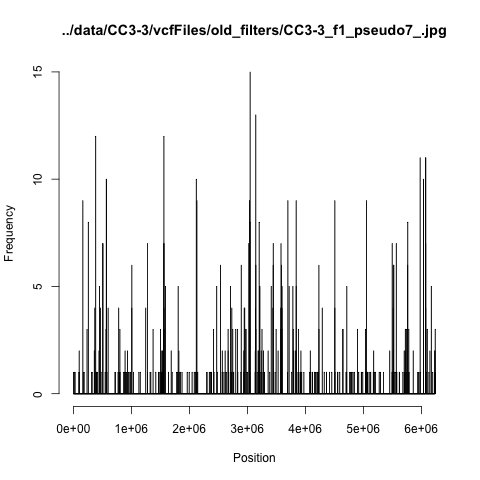 ../data/CC3-3/vcfFiles/old_filters/CC3-3_f1_pseudo7_.jpg
15
10
5
0
Frequency
0e+00 1e+06 2e+06 3e+06 4e+06 5e+06 6e+06
Position